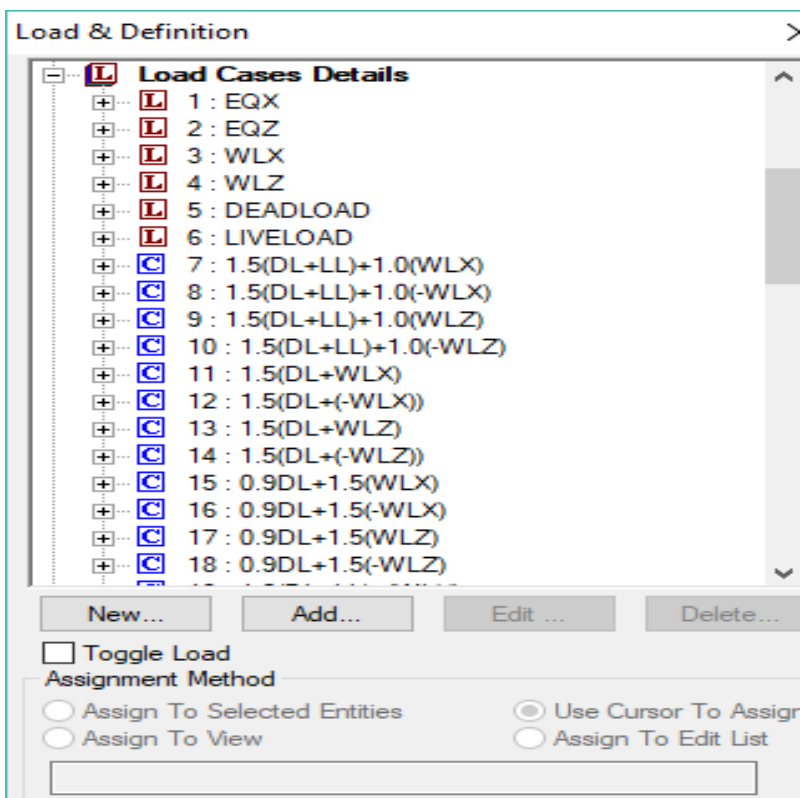 Load & Definition
Load Cases Details
1 : EQX
2 : EQZ
3 : WLX
4 : WLZ
5 : DEADLOAD
6 : LIVELOAD
7 : 1.5(DL+LL)+1.0(WLX)
8 : 1.5(DL+LL)+1.0(-WLX)
9 : 1.5(DL+LL)+1.0(WLZ)
10 : 1.5(DL+LL)+1.0(-WLZ)
11 : 1.5(DL+WLX)
12 : 1.5(DL+(-WLX))
13 : 1.5(DL+WLZ)
14 : 1.5(DL+(-WLZ))
15 : 0.9DL+1.5(WLX)
16 : 0.9DL+1.5(-WLX)
17 : 0.9DL+1.5(WLZ)
18 : 0.9DL+1.5(-WLZ)
New... Add... Edit ... Delete...
Toggle Load
Assignment Method
Assign To Selected Entities Use Cursor To Assign
Assign To View Assign To Edit List